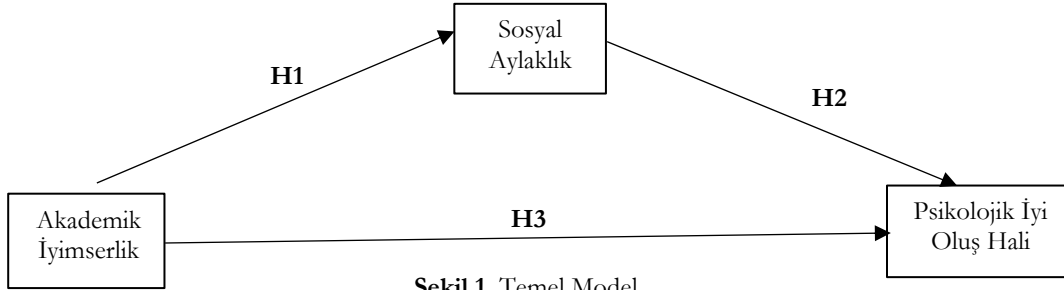 Sosyal
Aylaklık
H1
H2
Akademik
İyimserlik
H3
Psikolojik İyi
Oluş Hali
Şekil 1. Temel Model